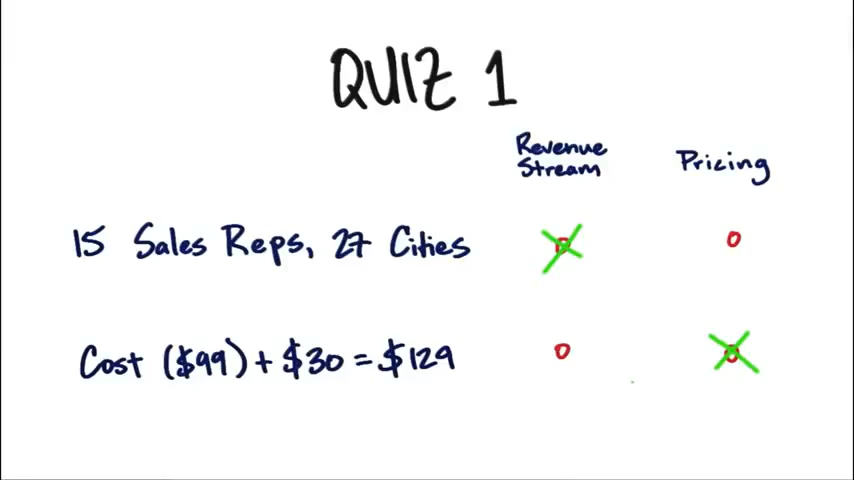 QUIZ 1
Revenue
Stream
Pricing
15 Sales Reps, 27 Cities
Cost ($99) + $30 = $129